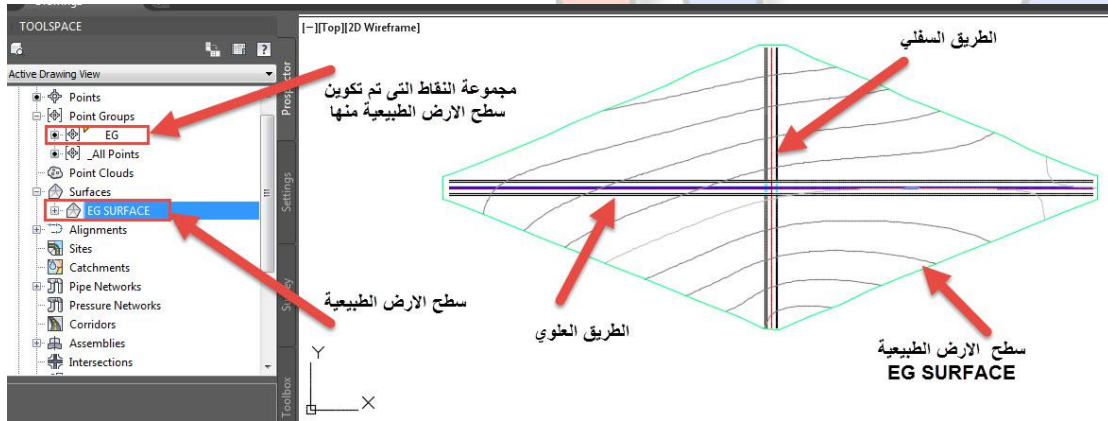 TOOLSPACE
Active Drawing View
Points
Point Groups
EG
_All Points
Point Clouds
Surfaces
EG SURFACE
Alignments
Sites
Catchments
Pipe Networks
Pressure Networks
Corridors
Assemblies
Intersections
Prospector
Settings
Survey
Toolbox
[−][Top][2D Wireframe]
مجموعة النقاط التى تم تكوين
سطح الارض الطبيعية منها
سطح الارض الطبيعية
الطريق السفلي
الطريق العلوي
سطح الارض الطبيعية
EG SURFACE
Y
X